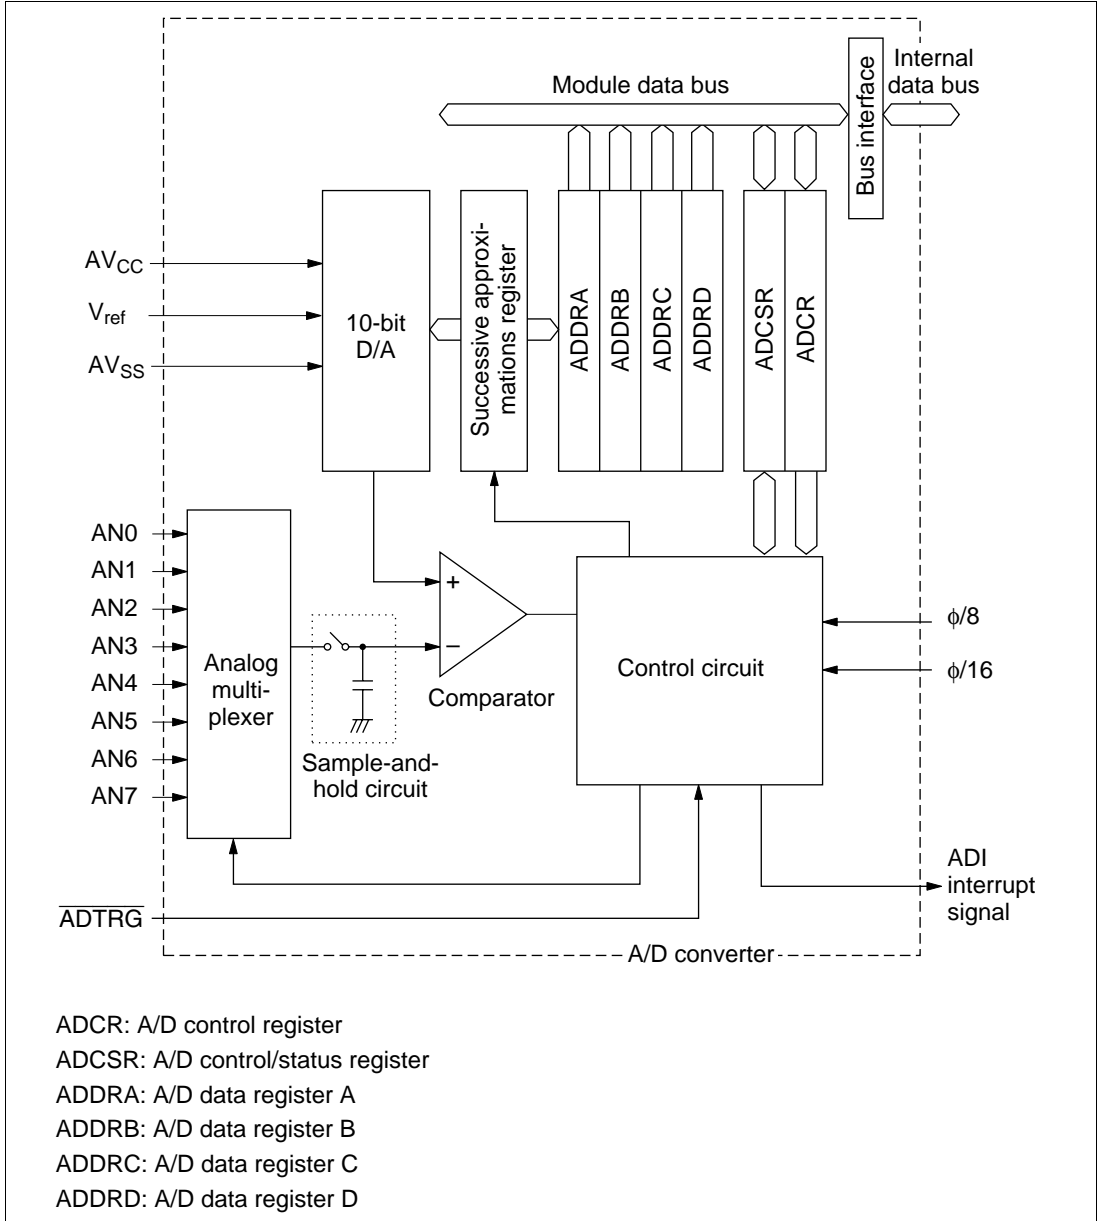 Internal
data bus
Module data bus
Bus interface
AVCC
Vref
AVSS
10-bit
D/A
Successive approxi-
mations register
ADDRA
ADDRB
ADDRC
ADDRD
ADCSR
ADCR
AN0
AN1
AN2
AN3
AN4
AN5
AN6
AN7
Analog
multi-
plexer
+
−
Comparator
Sample-and-
hold circuit
Control circuit
ϕ/8
ϕ/16
ADI
interrupt
signal
ADTRG
A/D converter
ADCR: A/D control register
ADCSR: A/D control/status register
ADDRA: A/D data register A
ADDRB: A/D data register B
ADDRC: A/D data register C
ADDRD: A/D data register D